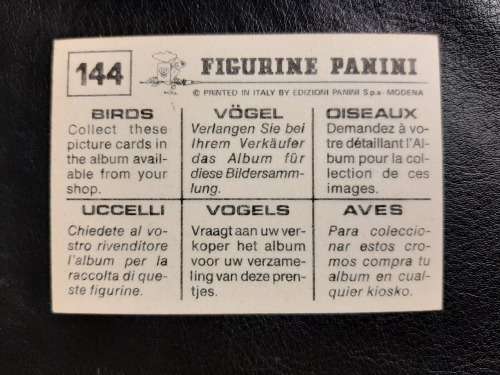 144
FIGURINE PANINI
© PRINTED IN ITALY BY EDIZIONI PANINI S.p.a. MODENA
BIRDS
Collect these
picture cards in
the album avail-
able from your
shop.
VÖGEL
Verlangen Sie bei
Ihrem Verkäufer
das Album für
diese Bildersamm-
lung.
OISEAUX
Demandez à vo-
tre détaillant l'Al-
bum pour la col-
lection de ces
images.
UCCELLI
Chiedete al vo-
stro rivenditore
l'album per la
raccolta di que-
ste figurine.
VOGELS
Vraagt aan uw ver-
koper het album
voor uw verzame-
ling van deze pren-
tjes.
AVES
Para coleccio-
nar estos cro-
mos compra tu
album en cual-
quier kiosko.